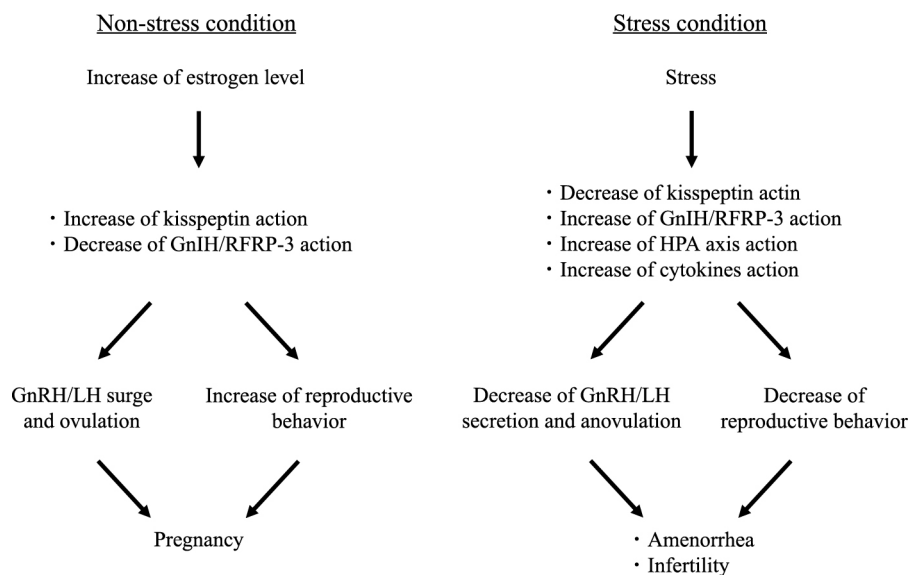 Non-stress condition
Increase of estrogen level
・Increase of kisspeptin action
・Decrease of GnIH/RFRP-3 action
GnRH/LH surge
and ovulation
Increase of reproductive
behavior
Pregnancy
Stress condition
Stress
・Decrease of kisspeptin actin
・Increase of GnIH/RFRP-3 action
・Increase of HPA axis action
・Increase of cytokines action
Decrease of GnRH/LH
secretion and anovulation
Decrease of
reproductive behavior
・Amenorrhea
・Infertility